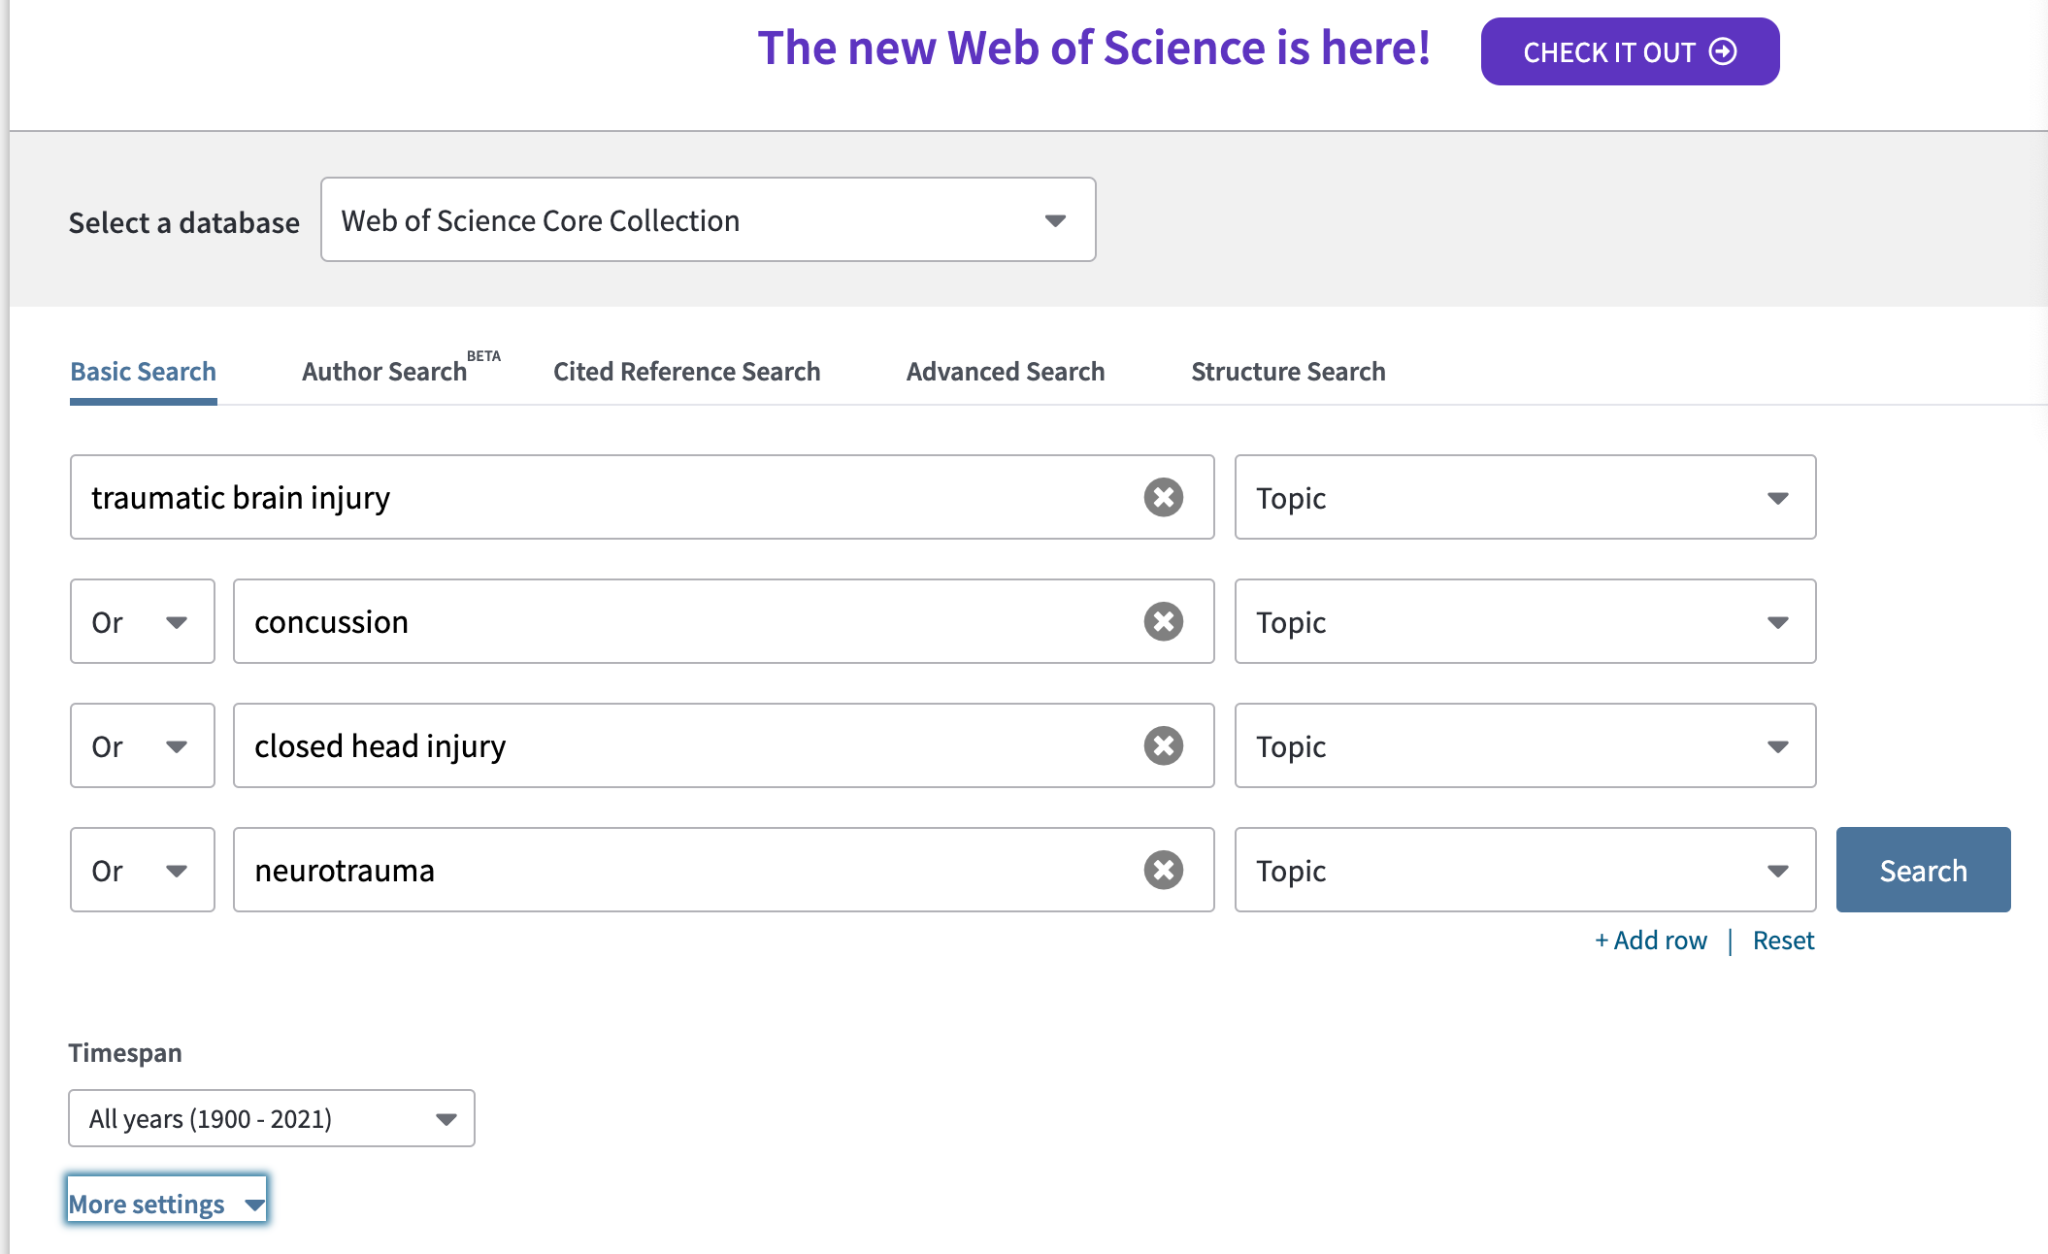 The new Web of Science is here! CHECK IT OUT
Select a database Web of Science Core Collection
Basic Search Author Search BETA Cited Reference Search Advanced Search Structure Search
traumatic brain injury Topic
Or concussion Topic
Or closed head injury Topic
Or neurotrauma Topic Search
+ Add row | Reset
Timespan
All years (1900 - 2021)
More settings